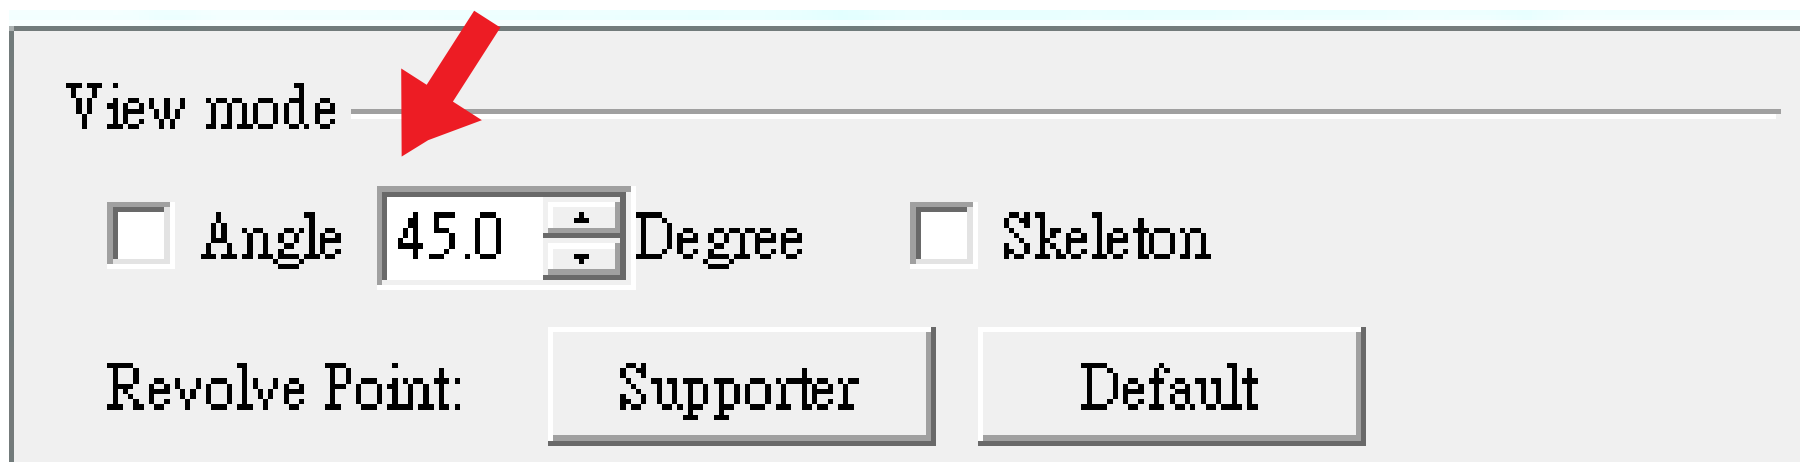 View mode
Angle 45.0 Degree Skeleton
Revolve Point: Supporter Default